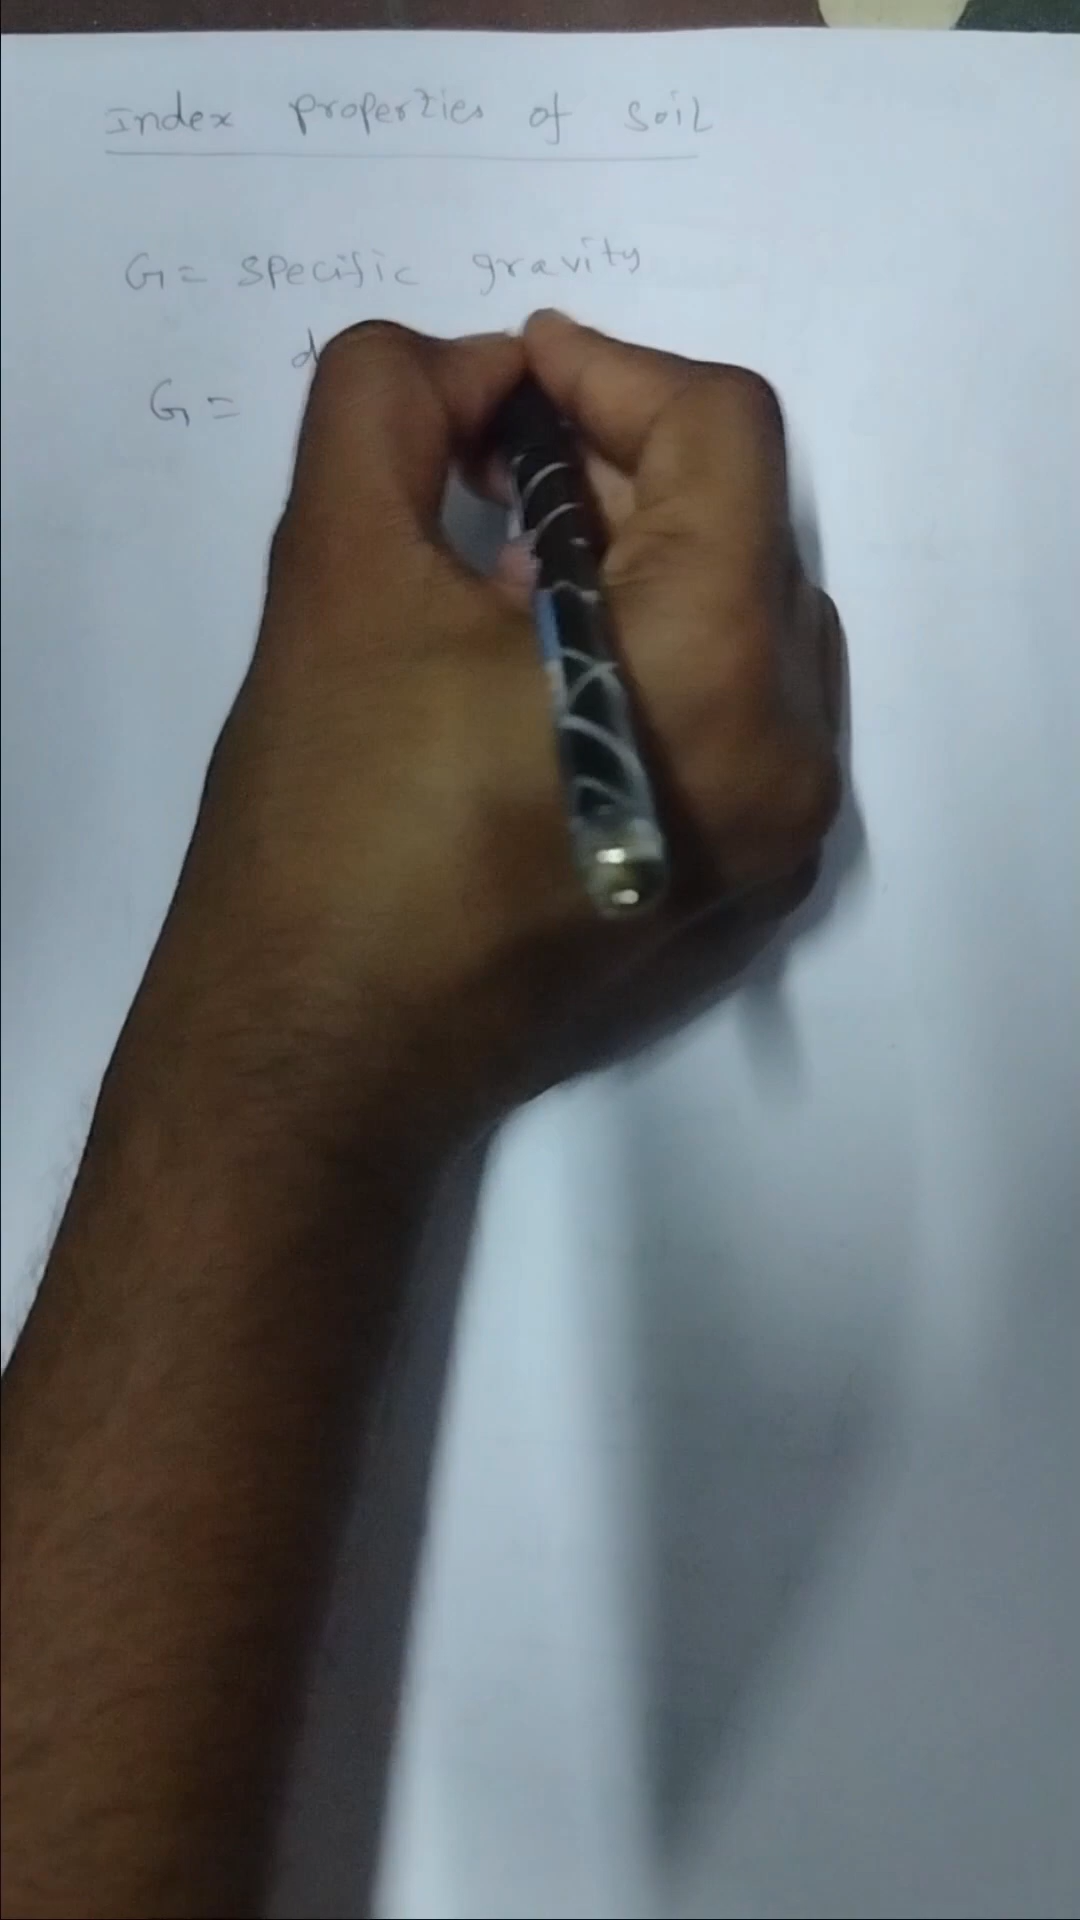 Index properties of soil
G = specific gravity
d
G =